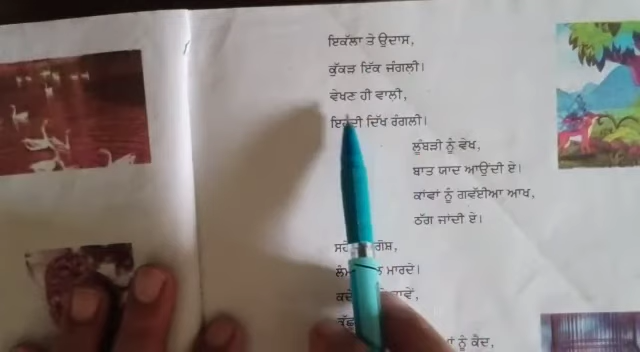 ਇਕੱਲਾ ਤੇ ਉਦਾਸ,
ਕੁੱਕੜ ਇੱਕ ਜੰਗਲੀ।
ਵੇਖਣ ਹੀ ਵਾਲੀ,
ਦਿੱਖ ਰੰਗਲੀ।
ਲੂੰਬੜੀ ਨੂੰ ਵੇਖ,
ਬਾਤ ਯਾਦ ਆਉਂਦੀ ਏ।
ਕਾਂਵਾਂ ਨੂੰ ਗਵੱਈਆ ਆਖ,
ਠੱਗ ਜਾਂਦੀ ਏ।
ਮਾਰਦੇ।
ਨੂੰ ਕੈਦ,